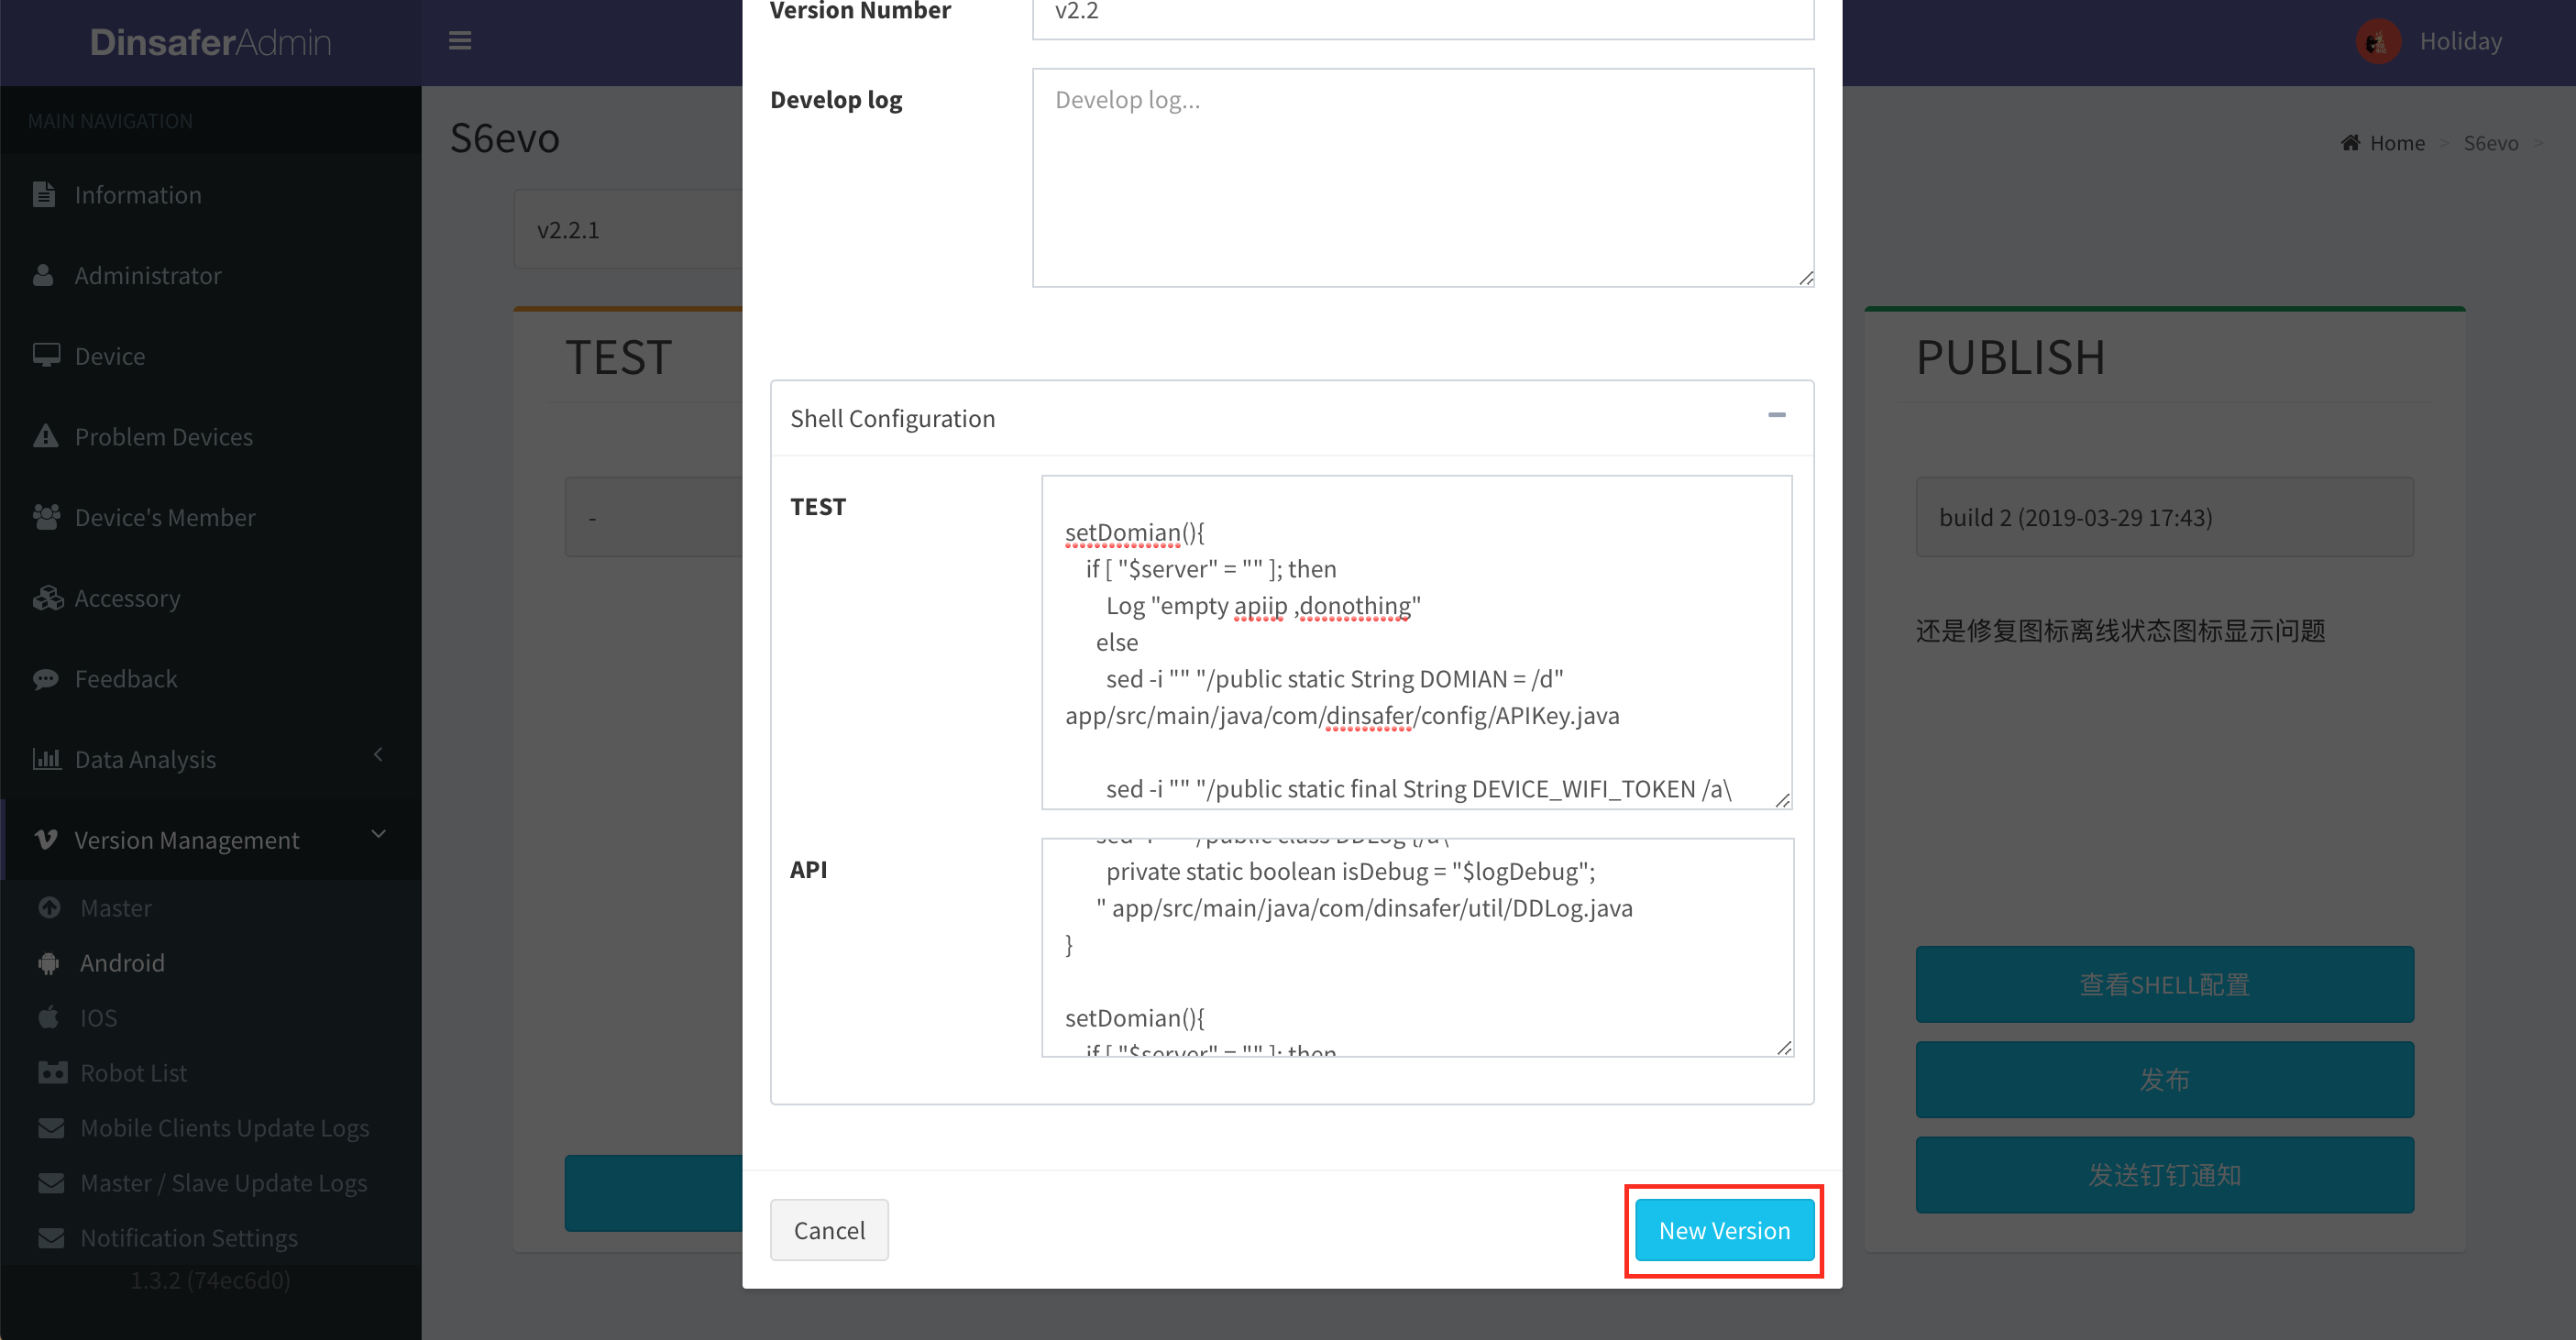 DinsaferAdmin
Holiday
MAIN NAVIGATION
Information
Administrator
Device
Problem Devices
Device's Member
Accessory
Feedback
Data Analysis
Version Management
Master
Android
IOS
Robot List
Mobile Clients Update Logs
Master / Slave Update Logs
Notification Settings
1.3.2 (74ec6d0)
S6evo
Home > S6evo >
v2.2.1
TEST
-
Version Number
v2.2
Develop log
Develop log...
Shell Configuration
TEST
setDomian(){
if [ "$server" = "" ]; then
Log "empty apiip ,donothing"
else
sed -i "" "/public static String DOMIAN = /d"
app/src/main/java/com/dinsafer/config/APIKey.java
sed -i "" "/public static final String DEVICE_WIFI_TOKEN /a\
API
sed -i "" "/public class DDLog {/a\
private static boolean isDebug = "$logDebug";
" app/src/main/java/com/dinsafer/util/DDLog.java
}
setDomian(){
if [ "$server" = "" ]; then
Cancel
New Version
PUBLISH
build 2 (2019-03-29 17:43)
还是修复图标离线状态图标显示问题
查看SHELL配置
发布
发送钉钉通知